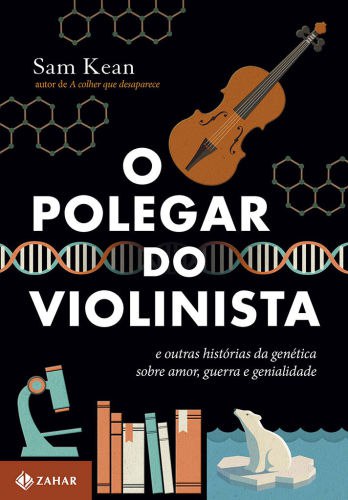 Sam Kean
autor de A colher que desaparece
O
POLEGAR
DO
VIOLINISTA
e outras histórias da genética
sobre amor, guerra e genialidade
ZAHAR